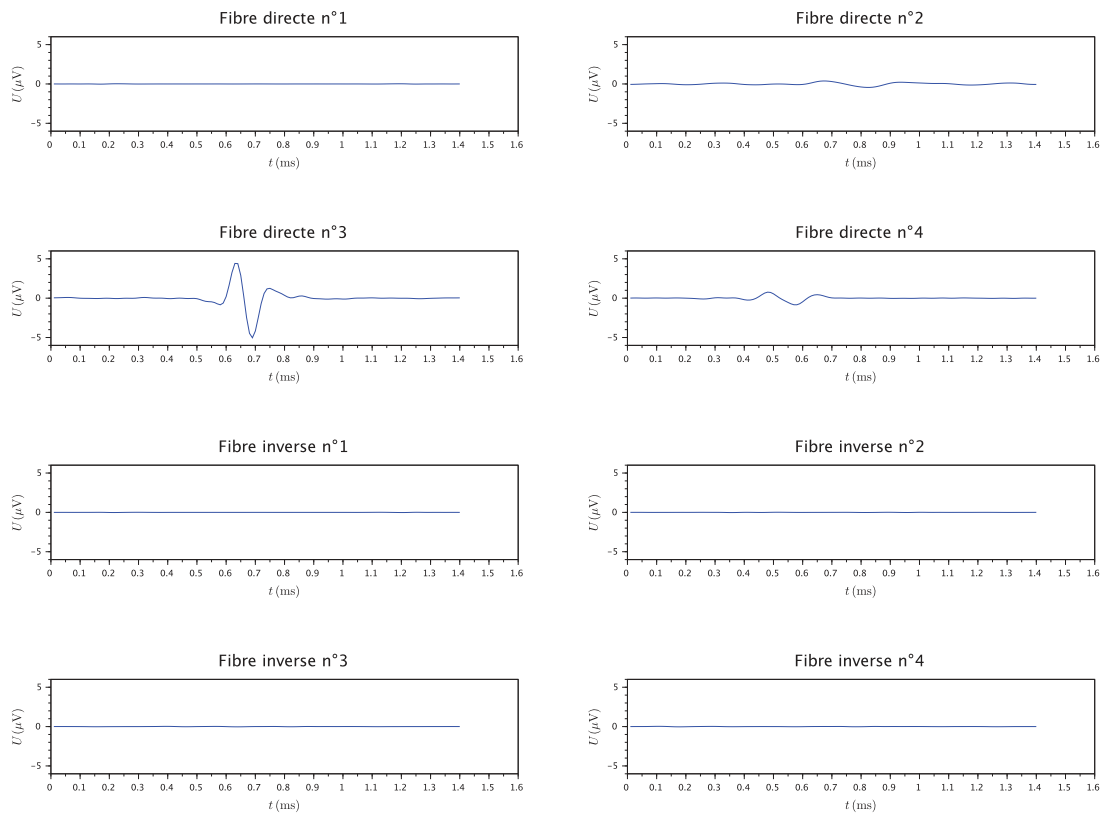 Fibre directe n°1
5
0
−5
U (μV)
0 0.1 0.2 0.3 0.4 0.5 0.6 0.7 0.8 0.9 1 1.1 1.2 1.3 1.4 1.5 1.6
t (ms)
Fibre directe n°2
5
0
−5
U (μV)
0 0.1 0.2 0.3 0.4 0.5 0.6 0.7 0.8 0.9 1 1.1 1.2 1.3 1.4 1.5 1.6
t (ms)
Fibre directe n°3
5
0
−5
U (μV)
0 0.1 0.2 0.3 0.4 0.5 0.6 0.7 0.8 0.9 1 1.1 1.2 1.3 1.4 1.5 1.6
t (ms)
Fibre directe n°4
5
0
−5
U (μV)
0 0.1 0.2 0.3 0.4 0.5 0.6 0.7 0.8 0.9 1 1.1 1.2 1.3 1.4 1.5 1.6
t (ms)
Fibre inverse n°1
5
0
−5
U (μV)
0 0.1 0.2 0.3 0.4 0.5 0.6 0.7 0.8 0.9 1 1.1 1.2 1.3 1.4 1.5 1.6
t (ms)
Fibre inverse n°2
5
0
−5
U (μV)
0 0.1 0.2 0.3 0.4 0.5 0.6 0.7 0.8 0.9 1 1.1 1.2 1.3 1.4 1.5 1.6
t (ms)
Fibre inverse n°3
5
0
−5
U (μV)
0 0.1 0.2 0.3 0.4 0.5 0.6 0.7 0.8 0.9 1 1.1 1.2 1.3 1.4 1.5 1.6
t (ms)
Fibre inverse n°4
5
0
−5
U (μV)
0 0.1 0.2 0.3 0.4 0.5 0.6 0.7 0.8 0.9 1 1.1 1.2 1.3 1.4 1.5 1.6
t (ms)